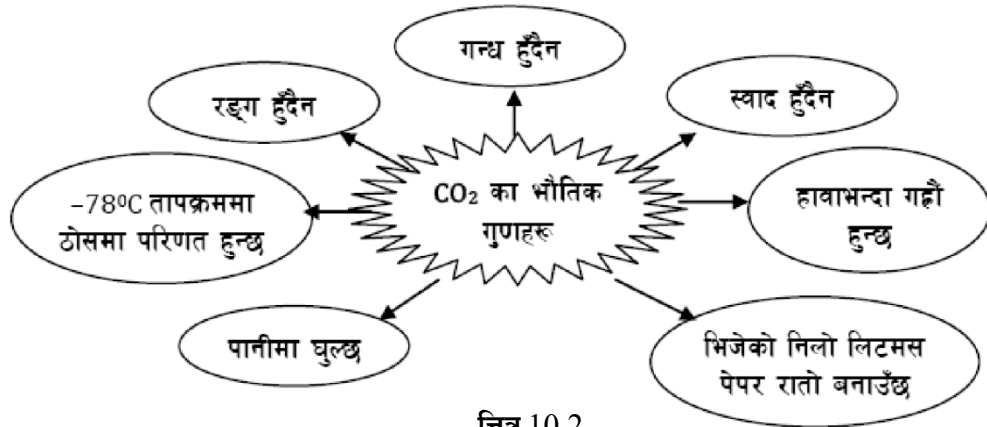 गन्ध हुँदैन
रङ्ग हुँदैन
स्वाद हुँदैन
CO₂ का भौतिक
गुणहरू
–78⁰C तापक्रममा
ठोसमा परिणत हुन्छ
हावाभन्दा गह्रौं
हुन्छ
पानीमा घुल्छ
भिजेको निलो लिटमस
पेपर रातो बनाउँछ
चित्र 10.2